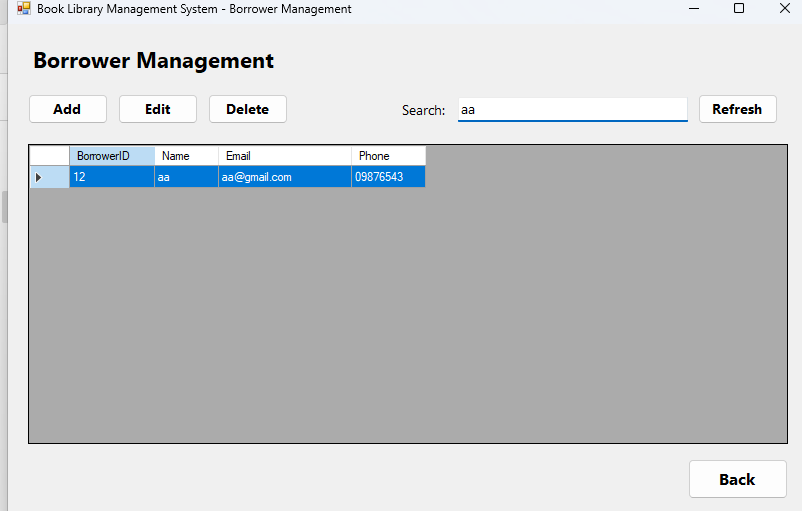 Book Library Management System - Borrower Management
Borrower Management
Add Edit Delete Search: aa Refresh
BorrowerID Name Email Phone
12 aa aa@gmail.com 09876543
Back